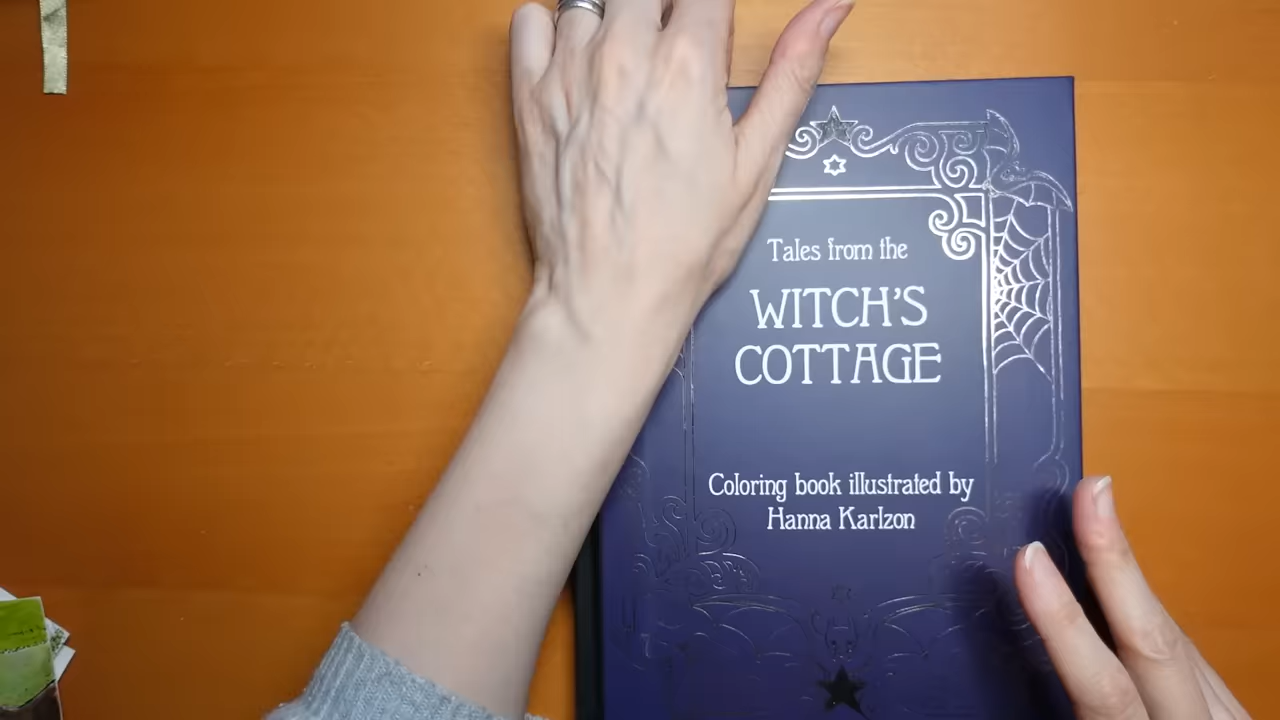 Tales from the
WITCH'S
COTTAGE
Coloring book illustrated by
Hanna Karlzon